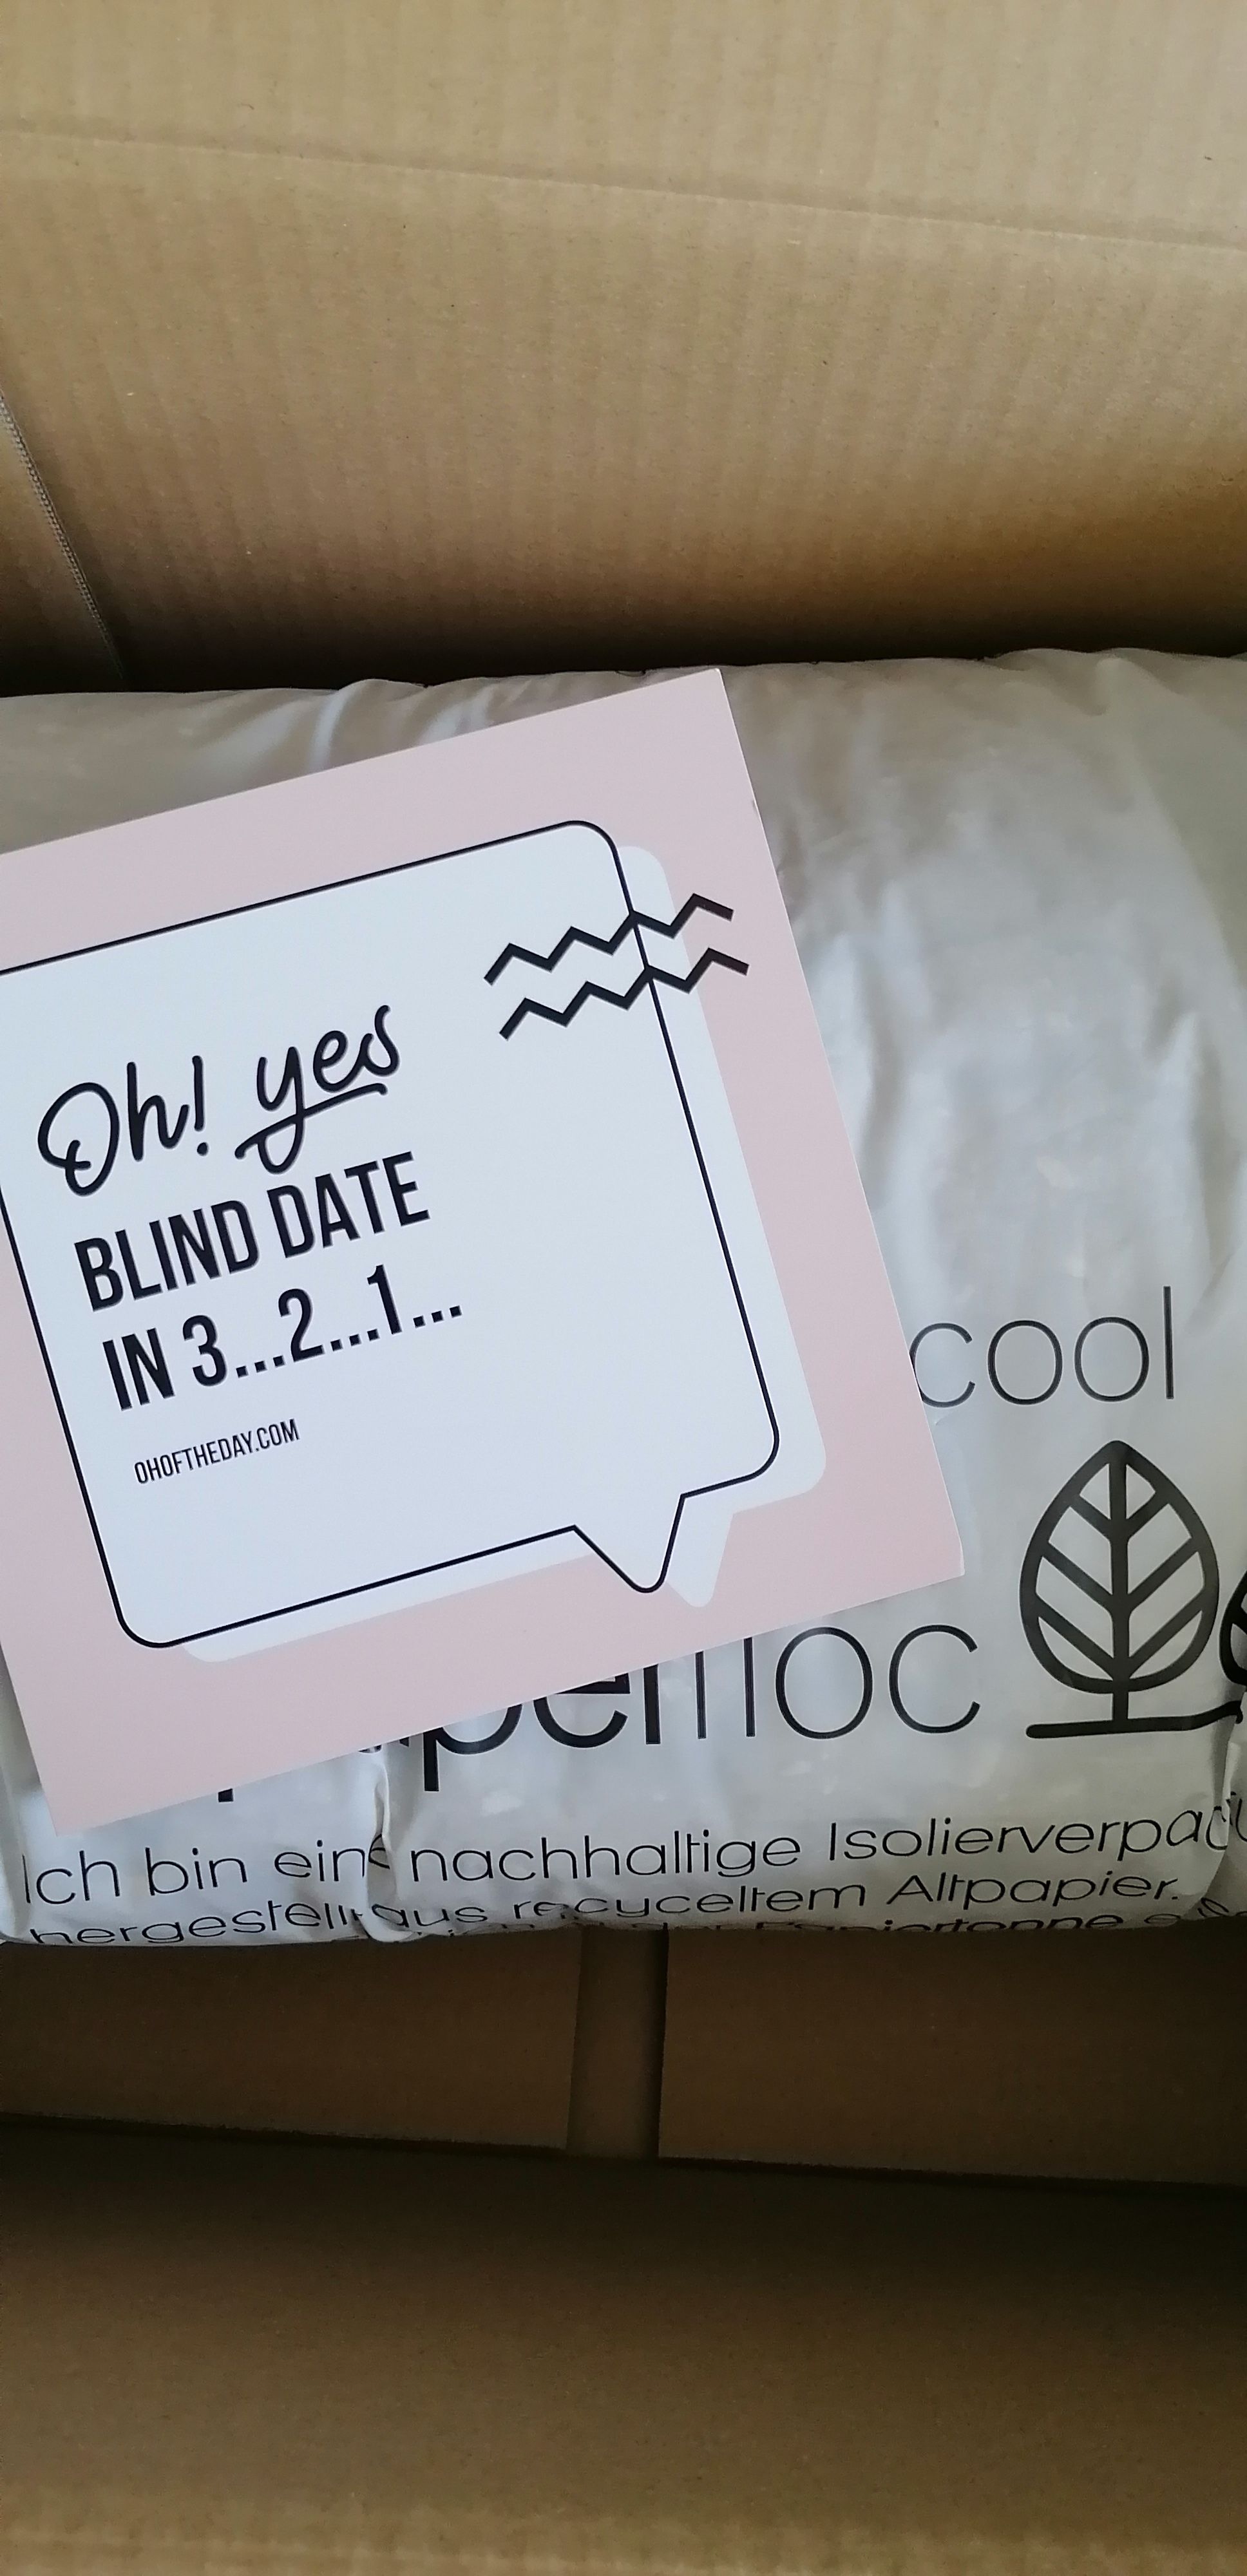 Oh! yes
BLIND DATE
IN 3...2...1...
OHOFTHEDAY.COM
cool
Ich bin eine nachhaltige
hergestellt aus recyceltem Altpapier.